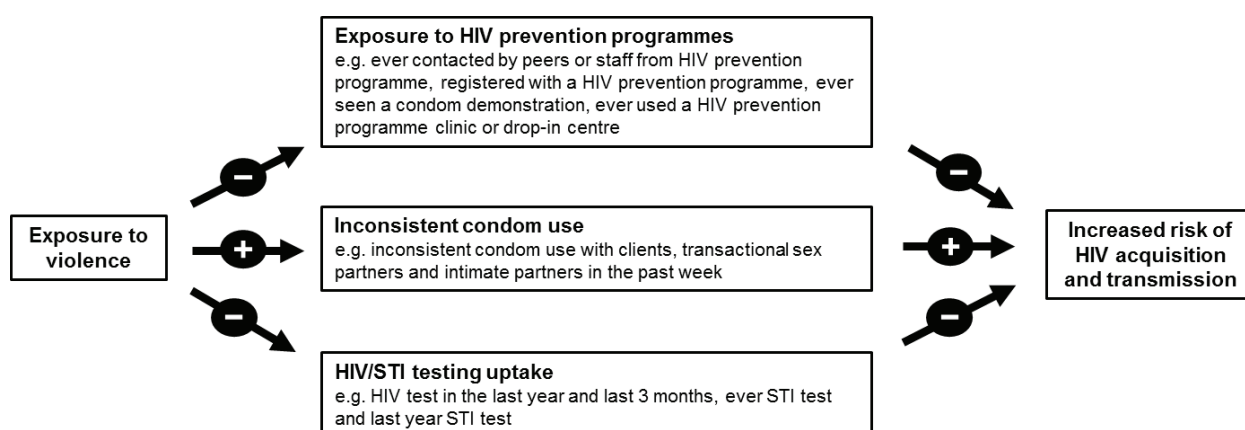 Exposure to HIV prevention programmes
e.g. ever contacted by peers or staff from HIV prevention
programme, registered with a HIV prevention programme, ever
seen a condom demonstration, ever used a HIV prevention
programme clinic or drop-in centre
−
−
Exposure to
violence
+
Inconsistent condom use
e.g. inconsistent condom use with clients, transactional sex
partners and intimate partners in the past week
+
Increased risk of
HIV acquisition
and transmission
−
−
HIV/STI testing uptake
e.g. HIV test in the last year and last 3 months, ever STI test
and last year STI test